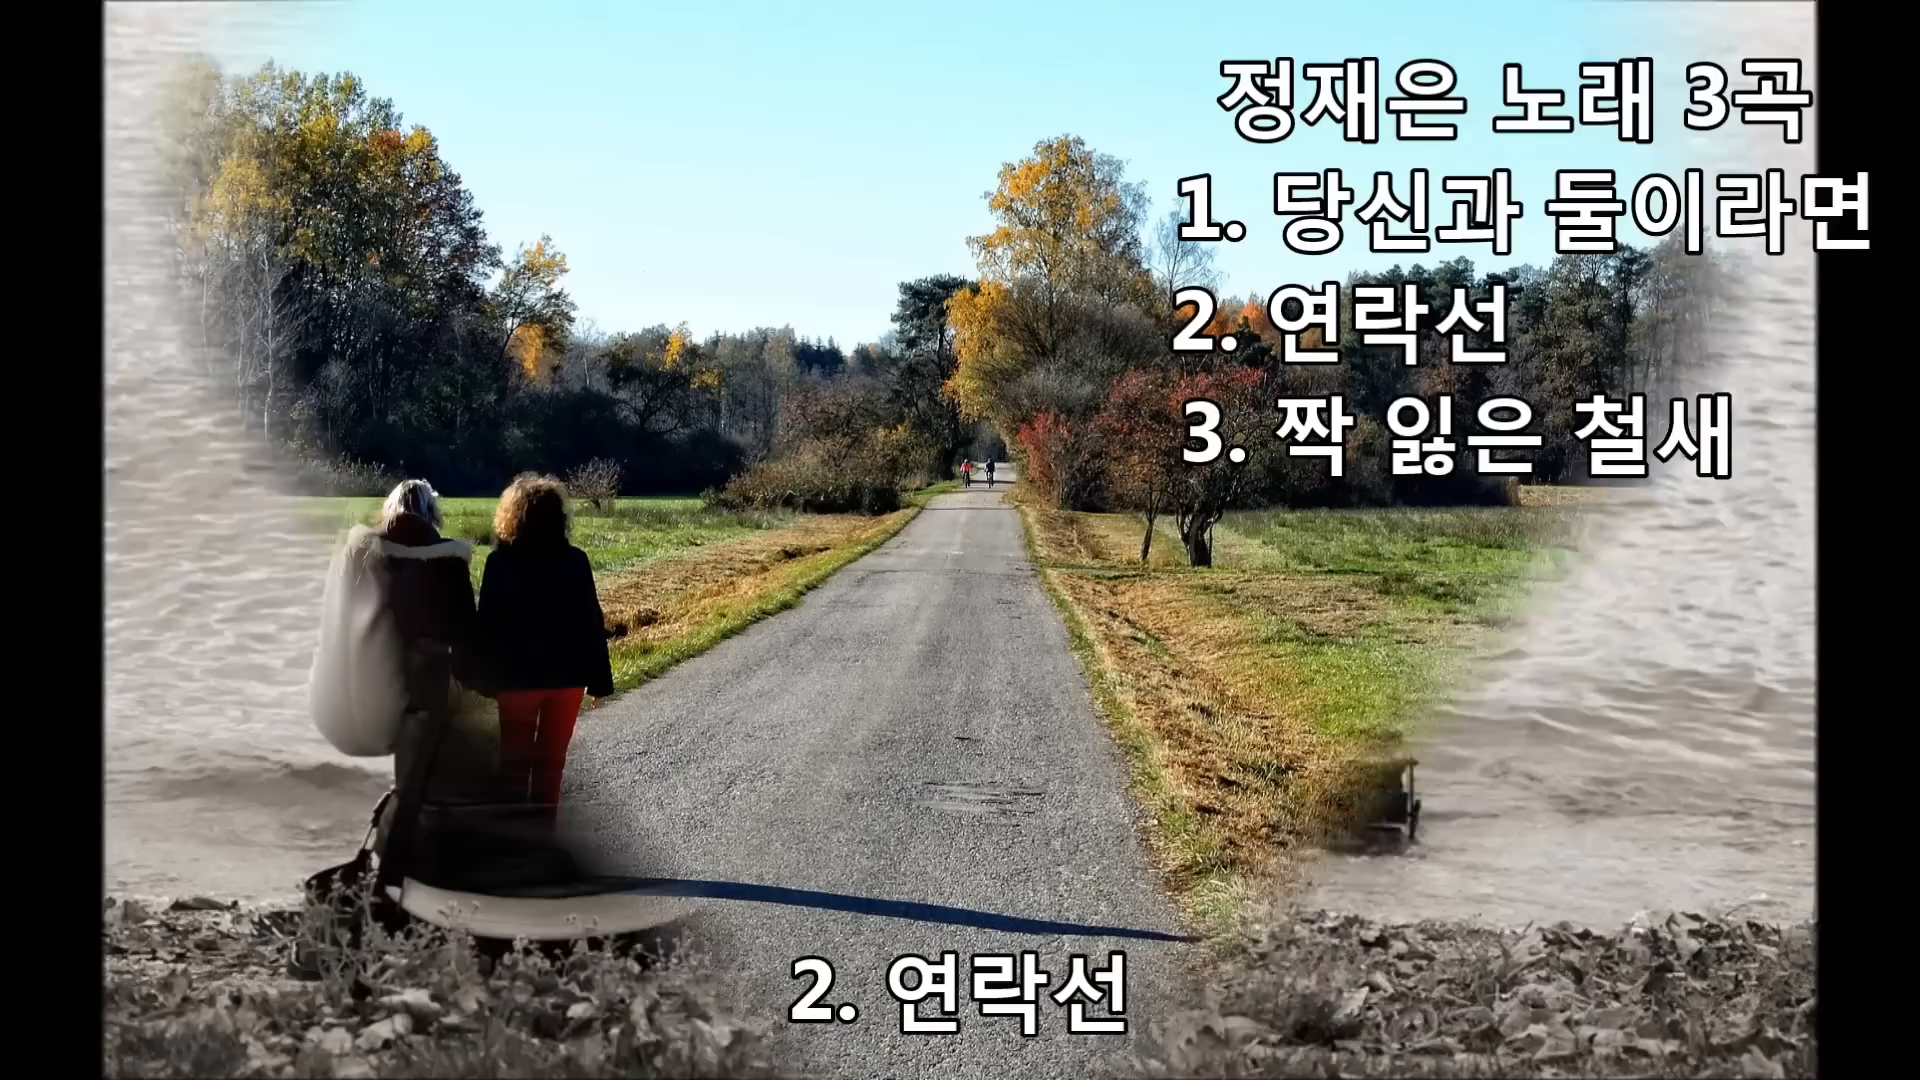 정재은 노래 3곡
1. 당신과 둘이라면
2. 연락선
3. 짝 잃은 철새
2. 연락선